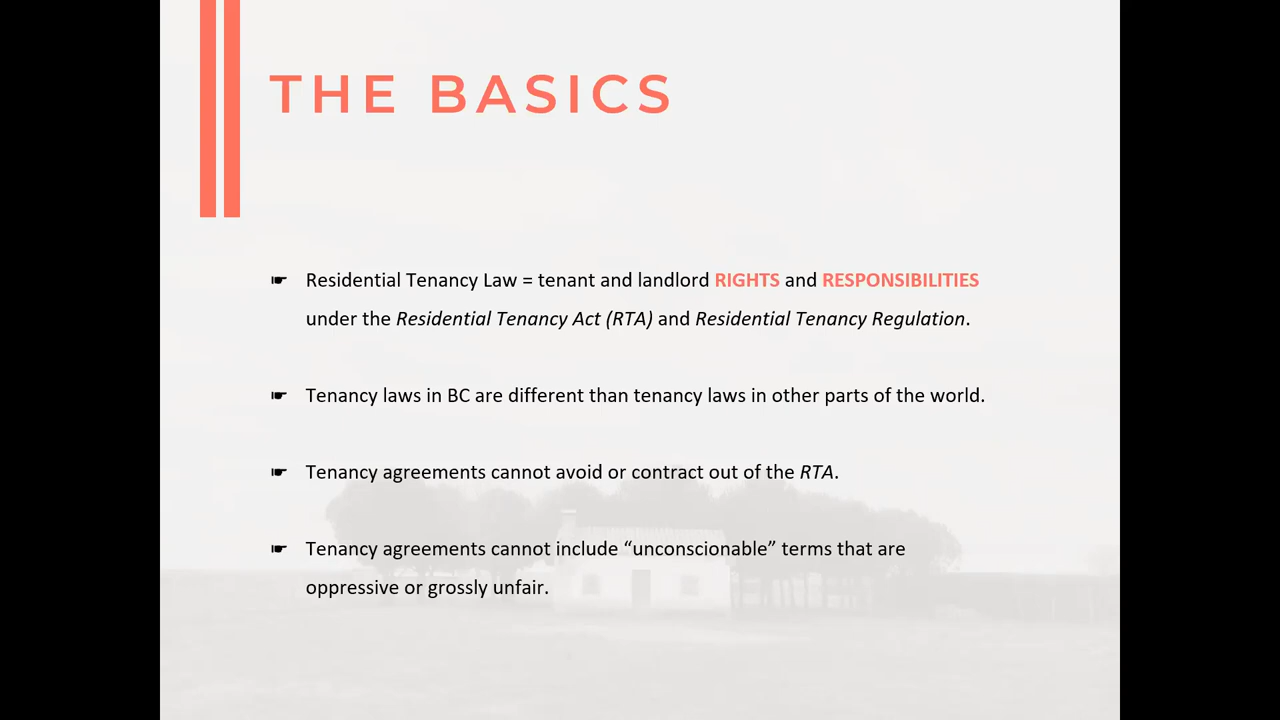 THE BASICS
☛ Residential Tenancy Law = tenant and landlord RIGHTS and RESPONSIBILITIES
under the Residential Tenancy Act (RTA) and Residential Tenancy Regulation.
☛ Tenancy laws in BC are different than tenancy laws in other parts of the world.
☛ Tenancy agreements cannot avoid or contract out of the RTA.
☛ Tenancy agreements cannot include “unconscionable” terms that are
oppressive or grossly unfair.